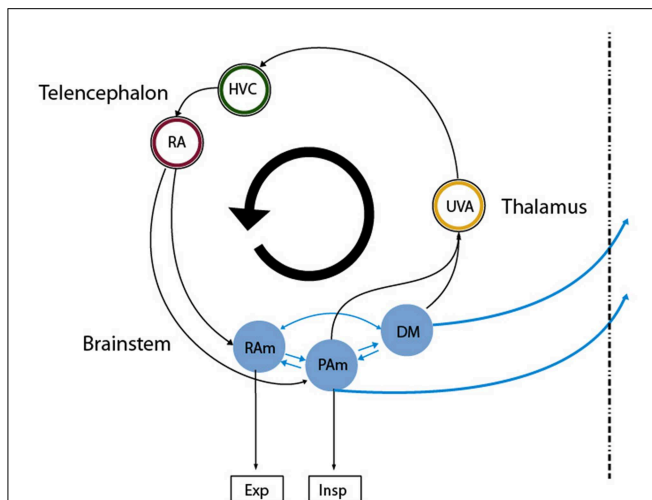 HVC
Telencephalon
RA
UVA
Thalamus
DM
RAm
Brainstem
PAm
Exp
Insp